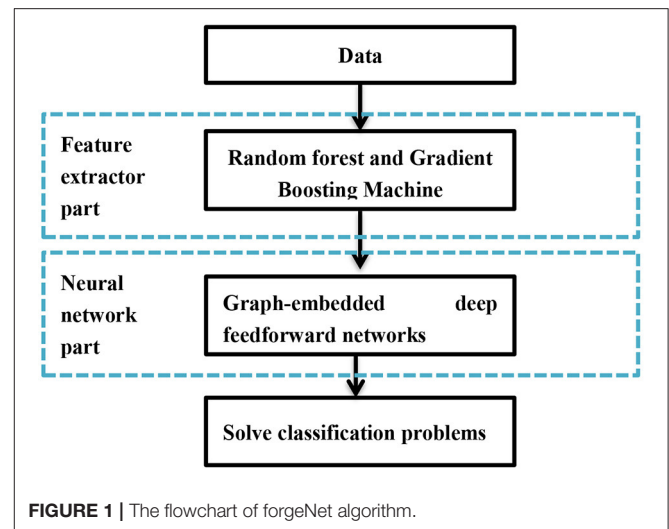 Data
Feature
extractor
part
Random forest and Gradient
Boosting Machine
Neural
network
part
Graph-embedded deep
feedforward networks
Solve classification problems
FIGURE 1 | The flowchart of forgeNet algorithm.